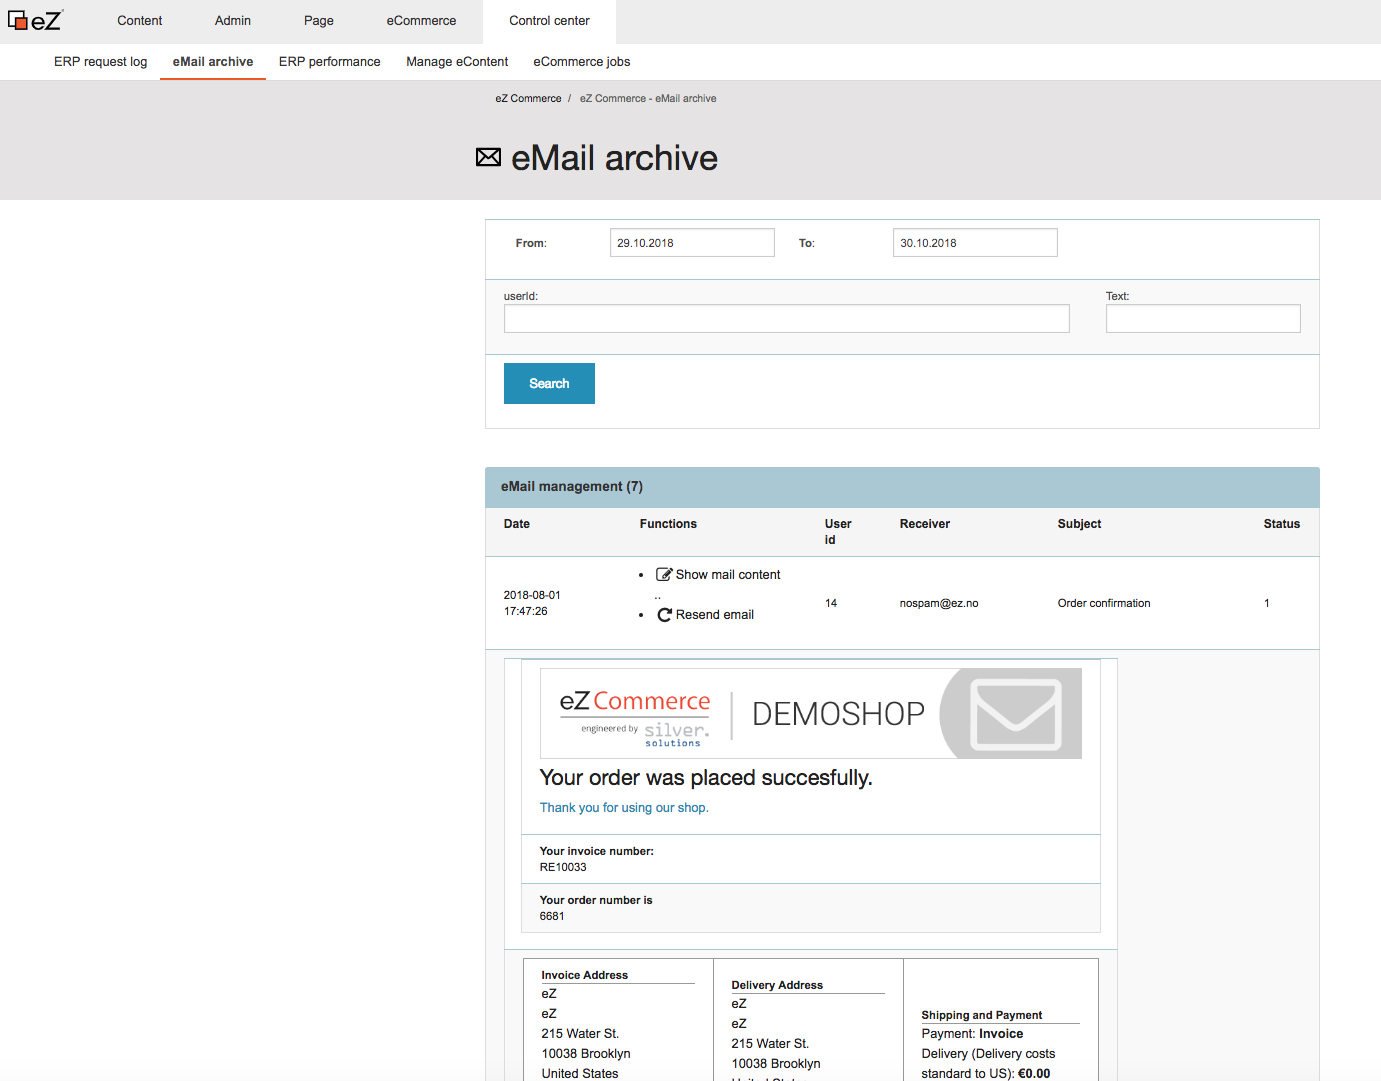 eZ
Content
Admin
Page
eCommerce
Control center
ERP request log
eMail archive
ERP performance
Manage eContent
eCommerce jobs
eZ Commerce / eZ Commerce - eMail archive
eMail archive
From:
29.10.2018
To:
30.10.2018
userId:
Text:
Search
eMail management (7)
Date
Functions
User
id
Receiver
Subject
Status
2018-08-01
17:47:26
• Show mail content
..
• Resend email
14
nospam@ez.no
Order confirmation
1
eZ Commerce
engineered by silver.
solutions
DEMOSHOP
Your order was placed succesfully.
Thank you for using our shop.
Your invoice number:
RE10033
Your order number is
6681
Invoice Address
eZ
eZ
215 Water St.
10038 Brooklyn
United States
Delivery Address
eZ
eZ
215 Water St.
10038 Brooklyn
Shipping and Payment
Payment: Invoice
Delivery (Delivery costs
standard to US): €0.00